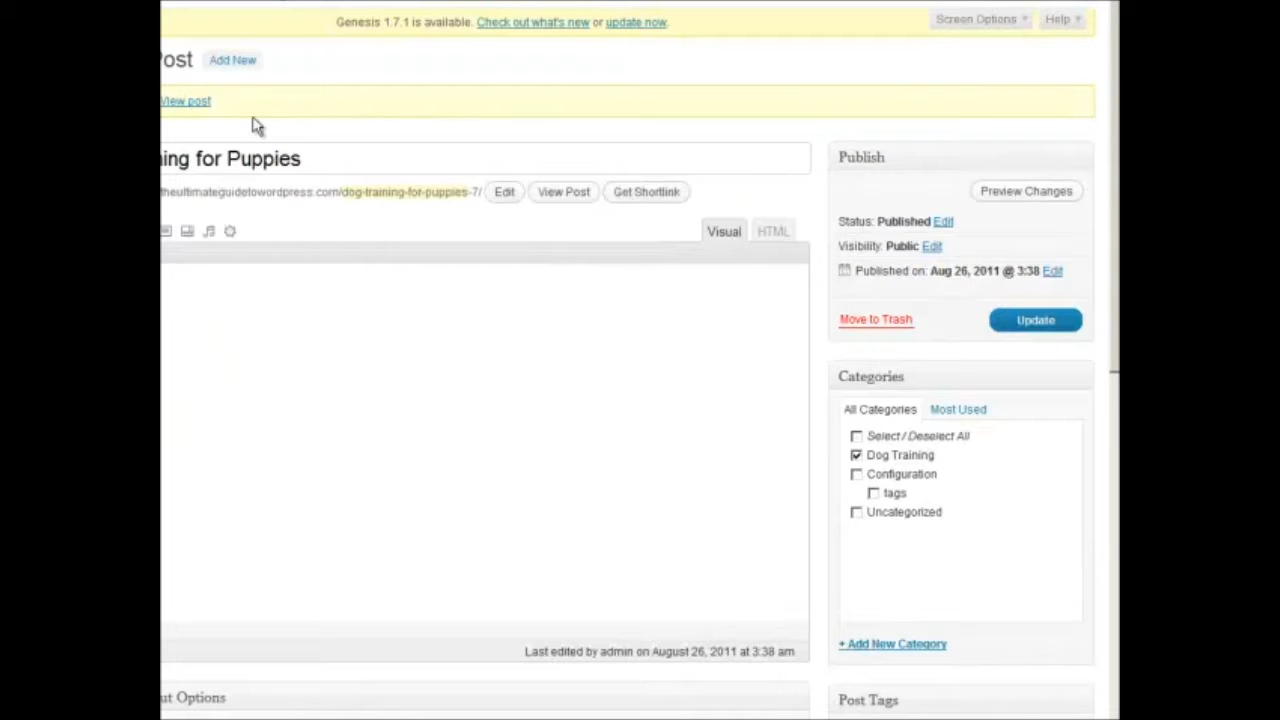 Genesis 1.7.1 is available. Check out what's new or update now.
Screen Options
Help
Post
Add New
View post
ing for Puppies
theultimateguidetowordpress.com/dog-training-for-puppies-7/
Edit
View Post
Get Shortlink
Visual
HTML
Last edited by admin on August 26, 2011 at 3:38 am
ut Options
Publish
Preview Changes
Status: Published Edit
Visibility: Public Edit
Published on: Aug 26, 2011 @ 3:38 Edit
Move to Trash
Update
Categories
All Categories
Most Used
Select / Deselect All
Dog Training
Configuration
tags
Uncategorized
+ Add New Category
Post Tags